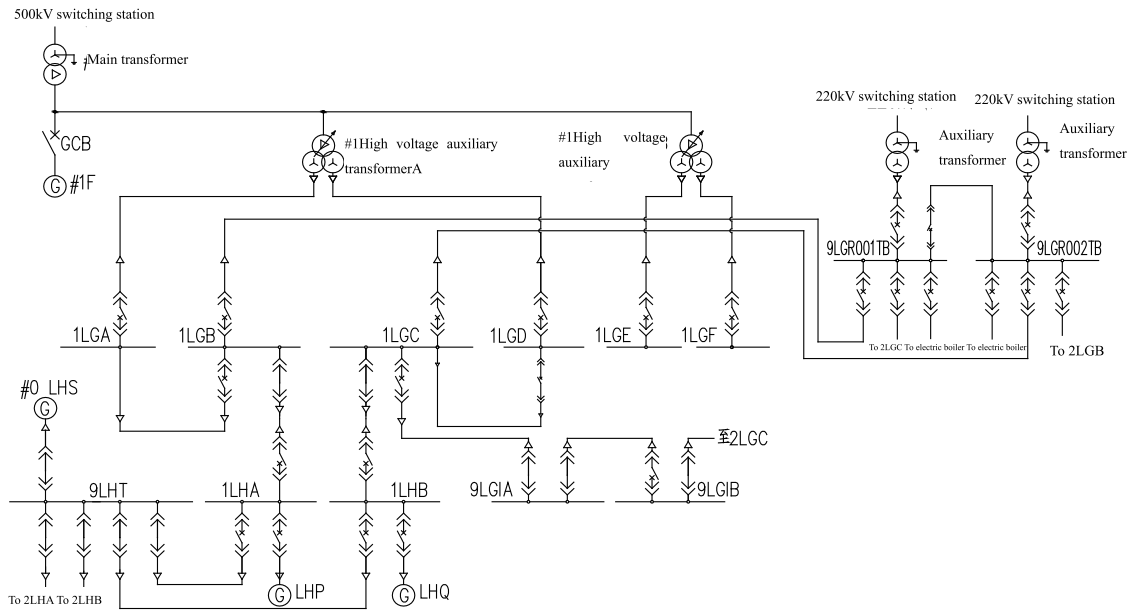 500kV switching station
Main transformer
220kV switching station
220kV switching station
GCB
#1High voltage auxiliary
transformerA
#1High voltage
auxiliary
Auxiliary
transformer
Auxiliary
transformer
G #1F
9LGR001TB
9LGR002TB
1LGA
1LGB
1LGC
1LGD
1LGE
1LGF
To 2LGC
To electric boiler
To electric boiler
To 2LGB
#0 LHS
G
至2LGC
9LHT
1LHA
1LHB
9LGIA
9LGIB
G LHP
G LHQ
To 2LHA
To 2LHB